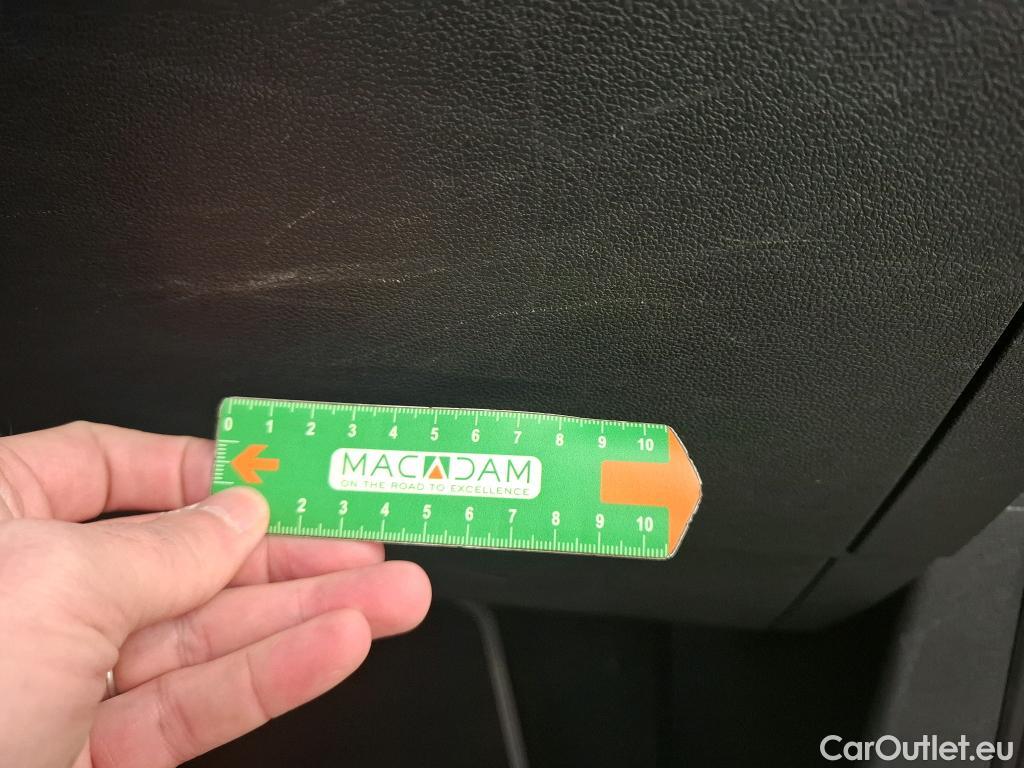 0 1 2 3 4 5 6 7 8 9 10
MACADAM
ON THE ROAD TO EXCELLENCE
2 3 4 5 6 7 8 9 10
CarOutlet.eu